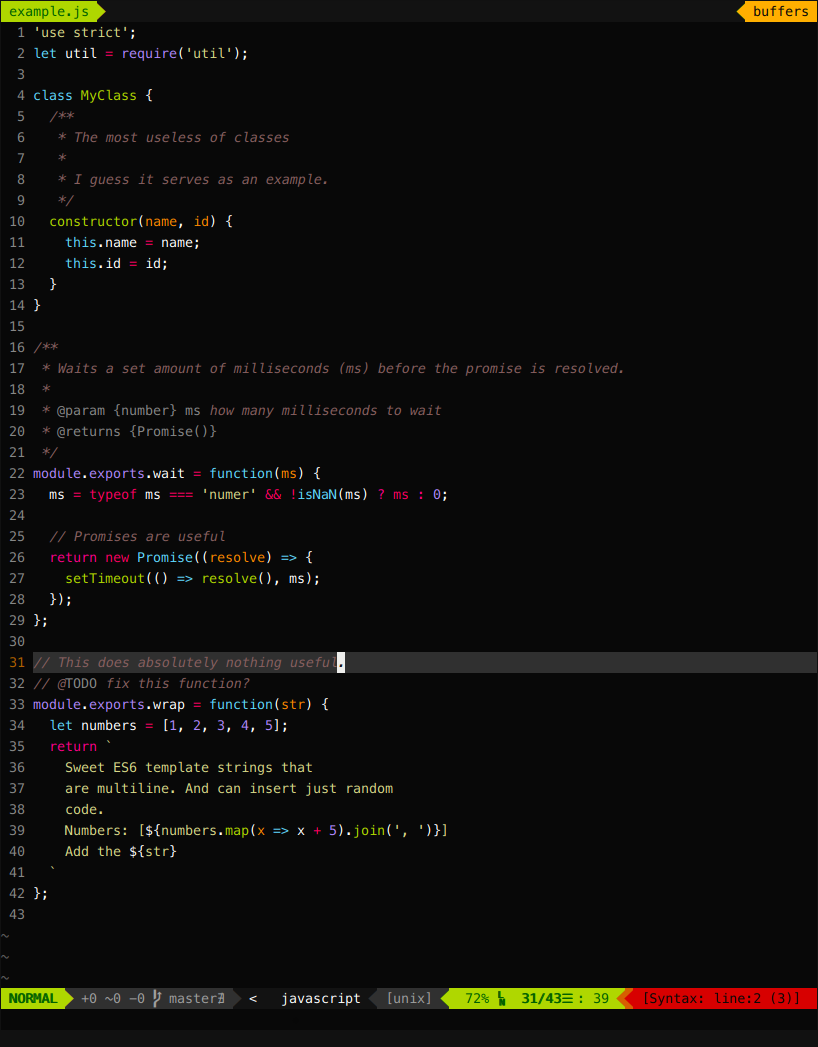 example.js buffers
1 'use strict';
2 let util = require('util');
3
4 class MyClass {
5   /**
6    * The most useless of classes
7    *
8    * I guess it serves as an example.
9    */
10   constructor(name, id) {
11     this.name = name;
12     this.id = id;
13   }
14 }
15
16 /**
17  * Waits a set amount of milliseconds (ms) before the promise is resolved.
18  *
19  * @param {number} ms how many milliseconds to wait
20  * @returns {Promise()}
21  */
22 module.exports.wait = function(ms) {
23   ms = typeof ms === 'numer' && !isNaN(ms) ? ms : 0;
24
25   // Promises are useful
26   return new Promise((resolve) => {
27     setTimeout(() => resolve(), ms);
28   });
29 };
30
31 // This does absolutely nothing useful.
32 // @TODO fix this function?
33 module.exports.wrap = function(str) {
34   let numbers = [1, 2, 3, 4, 5];
35   return `
36     Sweet ES6 template strings that
37     are multiline. And can insert just random
38     code.
39     Numbers: [${numbers.map(x => x + 5).join(', ')}]
40     Add the ${str}
41   `
42 };
43
~
~
~
NORMAL +0 ~0 -0 master∄ < javascript [unix] 72% 31/43☰ : 39 [Syntax: line:2 (3)]